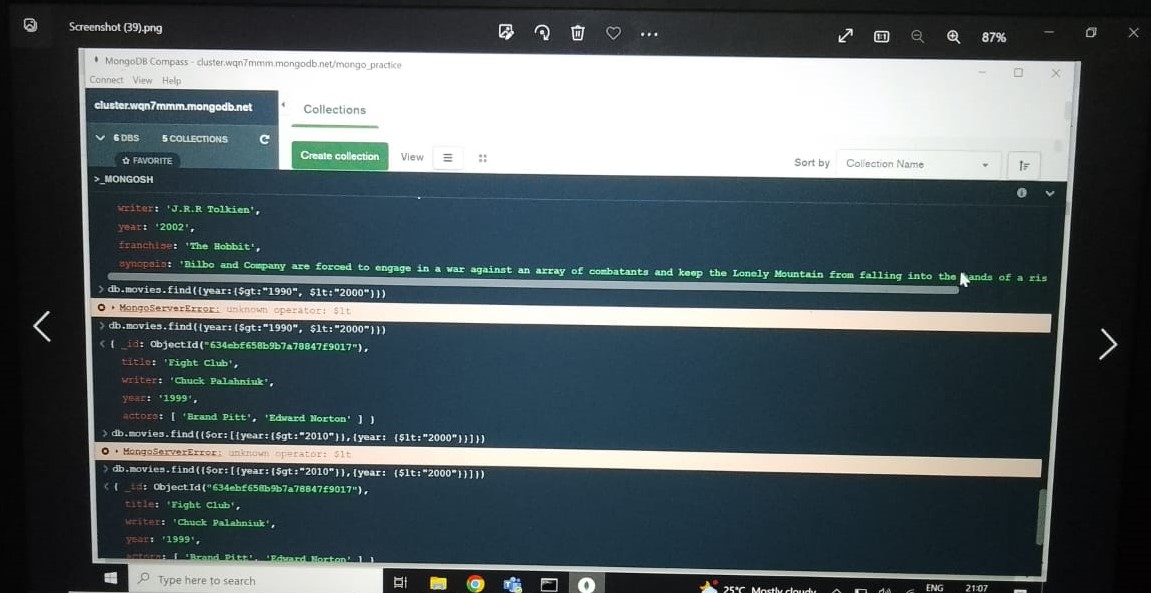 Screenshot (39).png
87%
MongoDB Compass - cluster.wqn7mmm.mongodb.net/mongo_practice
Connect View Help
cluster.wqn7mmm.mongodb.net
Collections
6 DBS 5 COLLECTIONS
FAVORITE
Create collection View
Sort by Collection Name
>_MONGOSH
writer: 'J.R.R Tolkien',
year: '2002',
franchise: 'The Hobbit',
synopsis: 'Bilbo and Company are forced to engage in a war against an array of combatants and keep the Lonely Mountain from falling into the hands of a ris
> db.movies.find({year:{$gt:"1990", $lt:"2000"}})
MongoServerError: unknown operator: $lt
> db.movies.find({year:{$gt:"1990", $lt:"2000"}})
< { _id: ObjectId("634ebf658b9b7a78847f9017"),
title: 'Fight Club',
writer: 'Chuck Palahniuk',
year: '1999',
actors: [ 'Brand Pitt', 'Edward Norton' ] }
> db.movies.find({$or:[{year:{$gt:"2010"}},{year: {$lt:"2000"}}]})
MongoServerError: unknown operator: $lt
> db.movies.find({$or:[{year:{$gt:"2010"}},{year: {$lt:"2000"}}]})
< { _id: ObjectId("634ebf658b9b7a78847f9017"),
title: 'Fight Club',
writer: 'Chuck Palahniuk',
year: '1999',
actors: [ 'Brand Pitt', 'Edward Norton' ] }
Type here to search
25°C Mostly cloudy
ENG
21:07